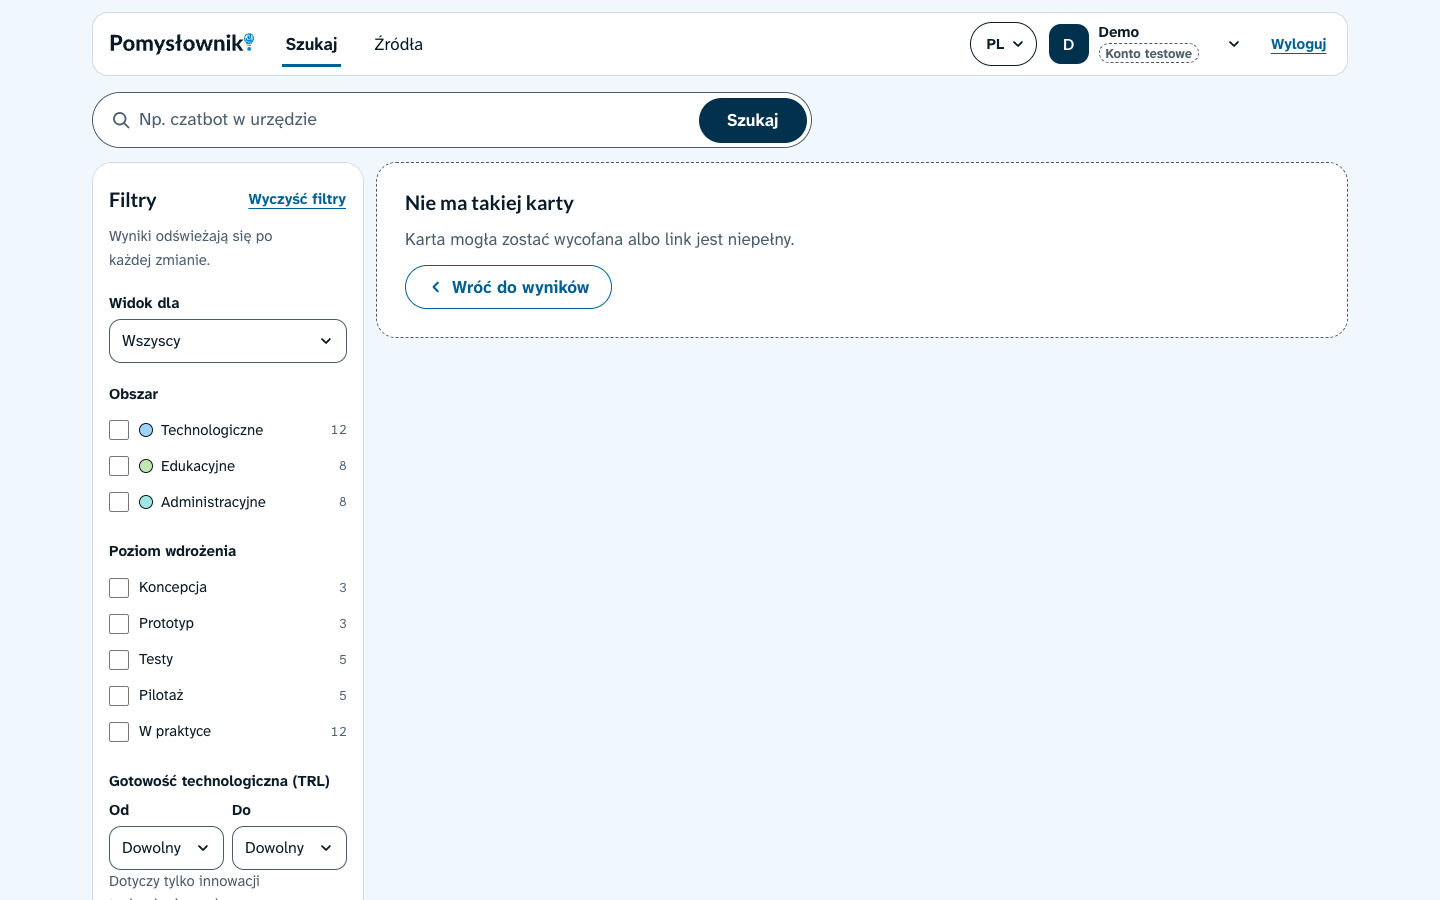 Pomysłownik
Szukaj
Źródła
PL
D
Demo
Konto testowe
Wyloguj
Np. czatbot w urzędzie
Szukaj
Filtry
Wyczyść filtry
Wyniki odświeżają się po
każdej zmianie.
Widok dla
Wszyscy
Obszar
Technologiczne 12
Edukacyjne 8
Administracyjne 8
Poziom wdrożenia
Koncepcja 3
Prototyp 3
Testy 5
Pilotaż 5
W praktyce 12
Gotowość technologiczna (TRL)
Od Do
Dowolny Dowolny
Dotyczy tylko innowacji
Nie ma takiej karty
Karta mogła zostać wycofana albo link jest niepełny.
Wróć do wyników